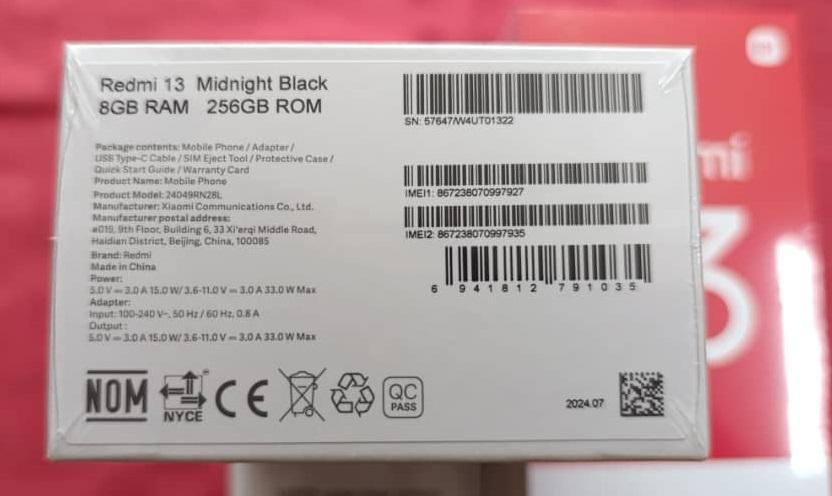 Redmi 13 Midnight Black
8GB RAM 256GB ROM
Package contents: Mobile Phone / Adapter /
USB Type-C Cable / SIM Eject Tool / Protective Case /
Quick Start Guide / Warranty Card
Product Name: Mobile Phone
Product Model: 24049RN28L
Manufacturer: Xiaomi Communications Co., Ltd.
Manufacturer postal address:
#019, 9th Floor, Building 6, 33 Xi'erqi Middle Road,
Haidian District, Beijing, China, 100085
Brand: Redmi
Made in China
Power:
5.0 V⎓3.0 A 15.0 W/ 3.6-11.0 V⎓3.0 A 33.0 W Max
Adapter:
Input: 100-240 V~, 50 Hz / 60 Hz, 0.8 A
Output:
5.0 V⎓3.0 A 15.0 W/ 3.6-11.0 V⎓3.0 A 33.0 W Max
NOM
NYCE
CE
QC
PASS
SN: 57647/W4UT01322
IMEI1: 867238070997927
IMEI2: 867238070997935
6 941812 791035
2024.07
mi
3